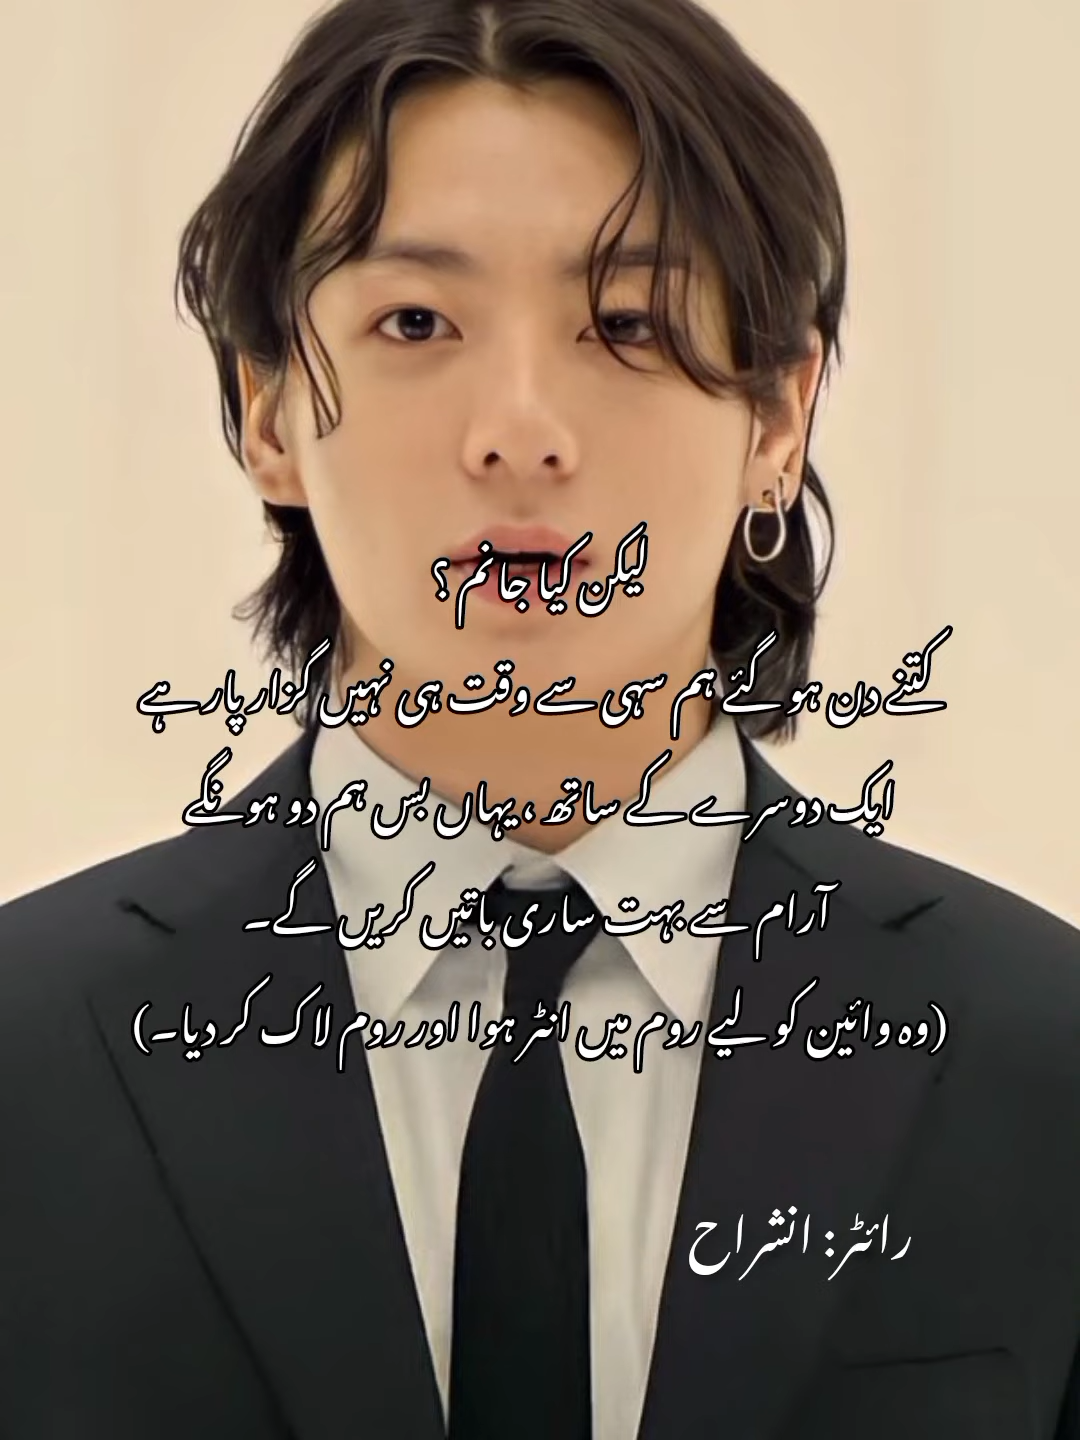 لیکن کیا جانم ؟
کتنے دن ہو گئے ہم سہی سے وقت ہی نہیں گزار پا رہے
ایک دوسرے کے ساتھ ، یہاں بس ہم دو ہونگے
آرام سے بہت ساری باتیں کریں گے۔
(وہ وائین کو لیے روم میں انٹر ہوا اور روم لاک کر دیا۔)
رائٹر: انشراح